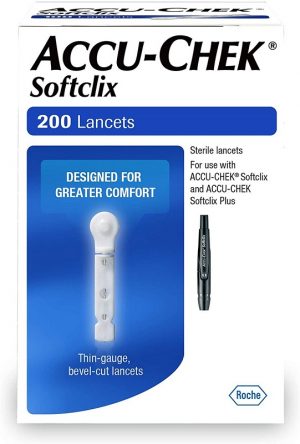 ACCU-CHEK®
Softclix
200 Lancets
DESIGNED FOR
GREATER COMFORT
Thin-gauge,
bevel-cut lancets
Sterile lancets
For use with
ACCU-CHEK® Softclix
and ACCU-CHEK
Softclix Plus
Roche